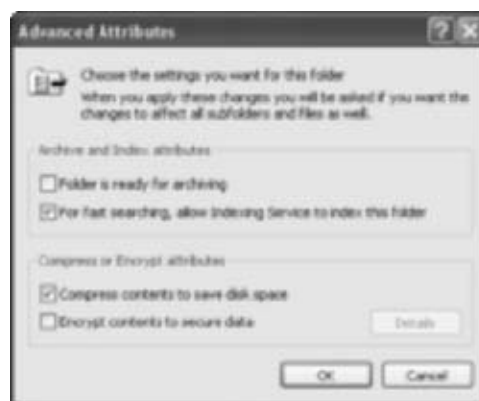 Advanced Attributes
Choose the settings you want for this folder
When you apply these changes you will be asked if you want the
changes to affect all subfolders and files as well.
Archive and Index attributes
Folder is ready for archiving
For fast searching, allow Indexing Service to index this folder
Compress or Encrypt attributes
Compress contents to save disk space
Encrypt contents to secure data
Details
OK
Cancel